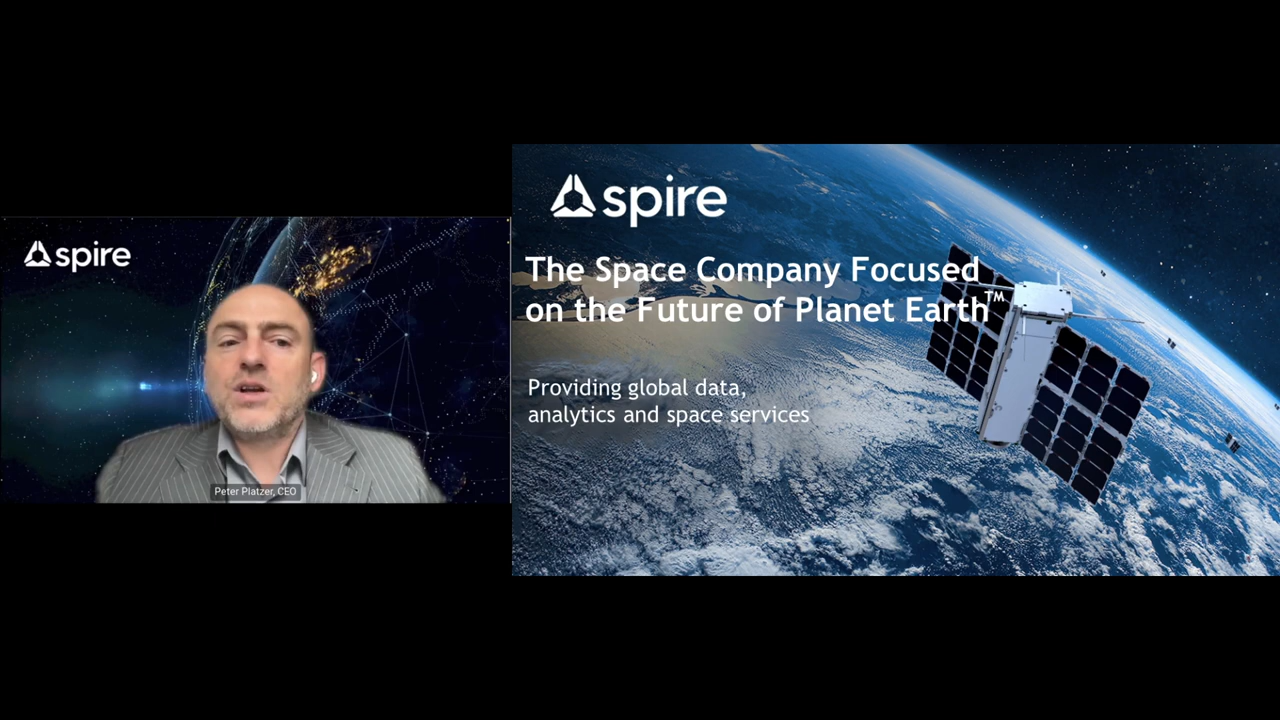 spire
Peter Platzer, CEO
spire
The Space Company Focused
on the Future of Planet Earth™
Providing global data,
analytics and space services